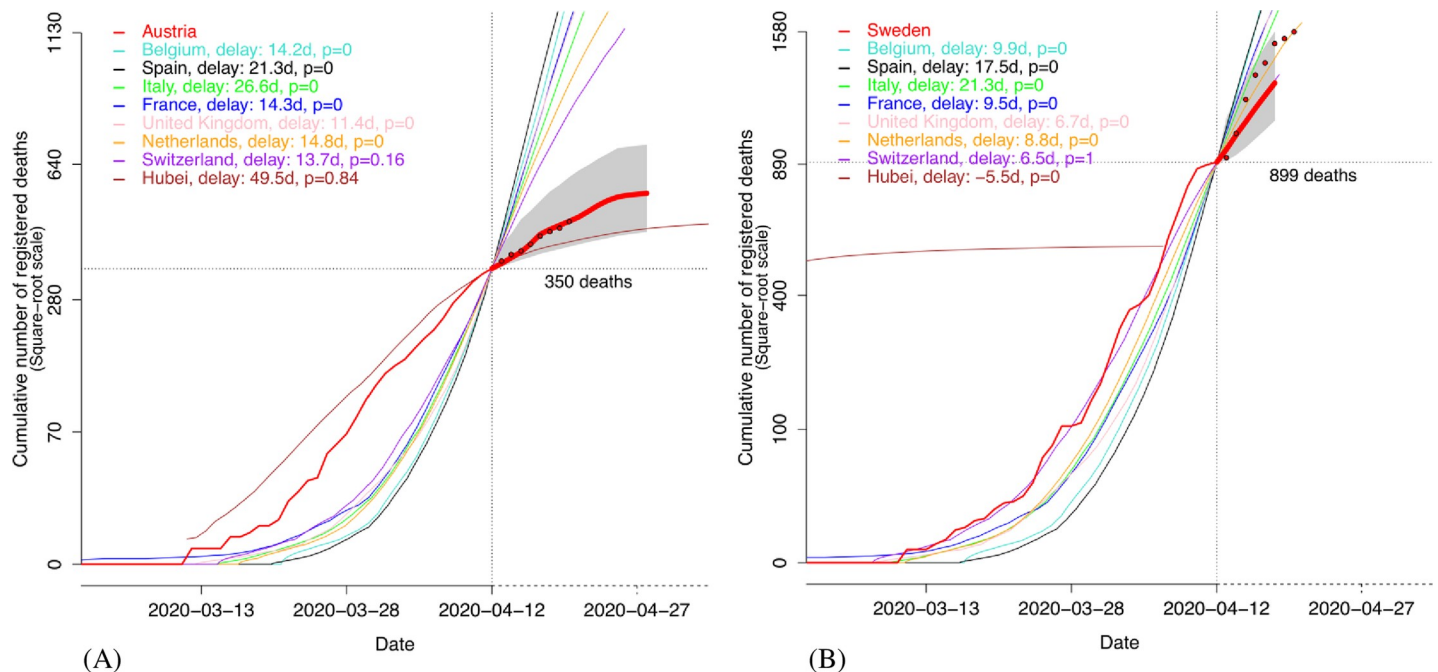 1130
640
280
70
0
Cumulative number of registered deaths
(Square−root scale)
Austria
Belgium, delay: 14.2d, p=0
Spain, delay: 21.3d, p=0
Italy, delay: 26.6d, p=0
France, delay: 14.3d, p=0
United Kingdom, delay: 11.4d, p=0
Netherlands, delay: 14.8d, p=0
Switzerland, delay: 13.7d, p=0.16
Hubei, delay: 49.5d, p=0.84
350 deaths
2020−03−13
2020−03−28
2020−04−12
2020−04−27
Date
(A)
1580
890
400
100
0
Cumulative number of registered deaths
(Square−root scale)
Sweden
Belgium, delay: 9.9d, p=0
Spain, delay: 17.5d, p=0
Italy, delay: 21.3d, p=0
France, delay: 9.5d, p=0
United Kingdom, delay: 6.7d, p=0
Netherlands, delay: 8.8d, p=0
Switzerland, delay: 6.5d, p=1
Hubei, delay: −5.5d, p=0
899 deaths
2020−03−13
2020−03−28
2020−04−12
2020−04−27
Date
(B)